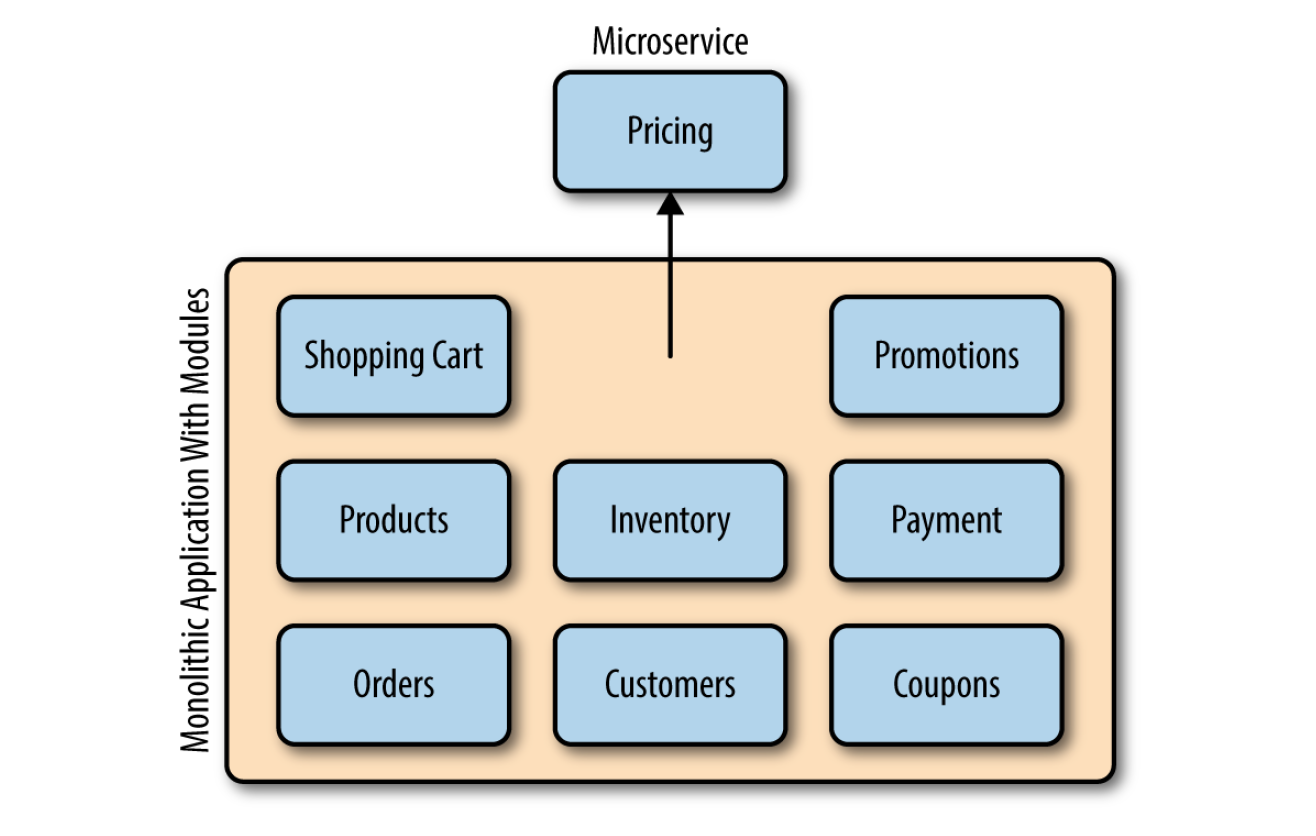 Microservice
Pricing
Monolithic Application With Modules
Shopping Cart
Promotions
Products
Inventory
Payment
Orders
Customers
Coupons